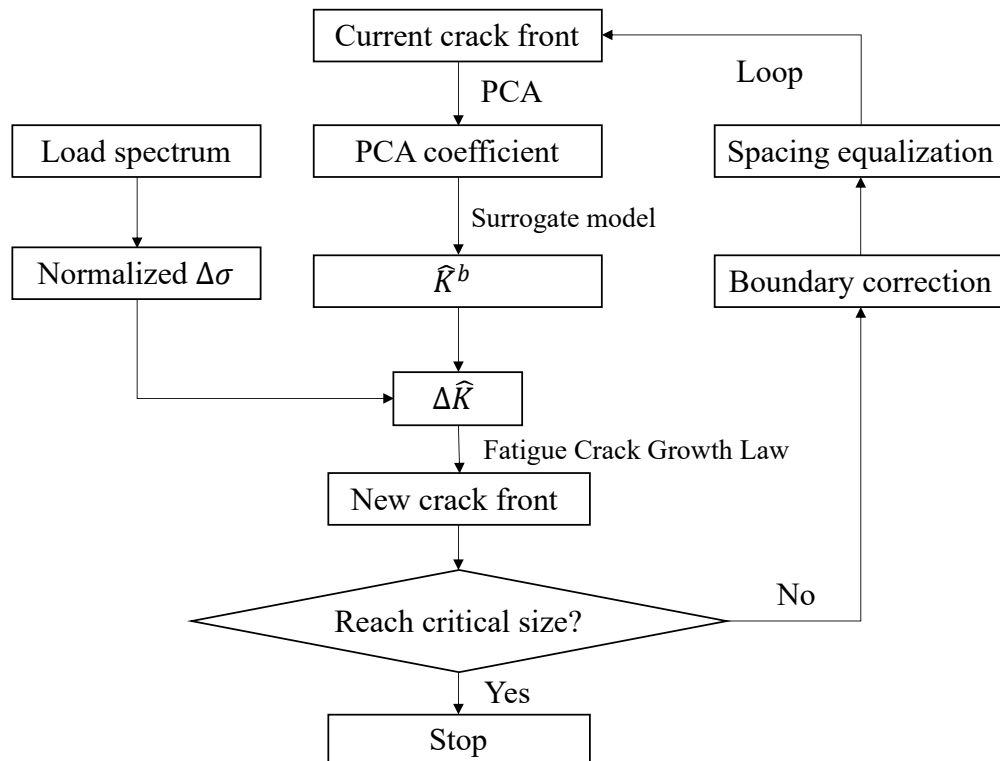 Current crack front
Loop
PCA
Load spectrum
PCA coefficient
Spacing equalization
Surrogate model
Normalized Δσ
K̂ᵇ
Boundary correction
ΔK̂
Fatigue Crack Growth Law
New crack front
Reach critical size?
No
Yes
Stop